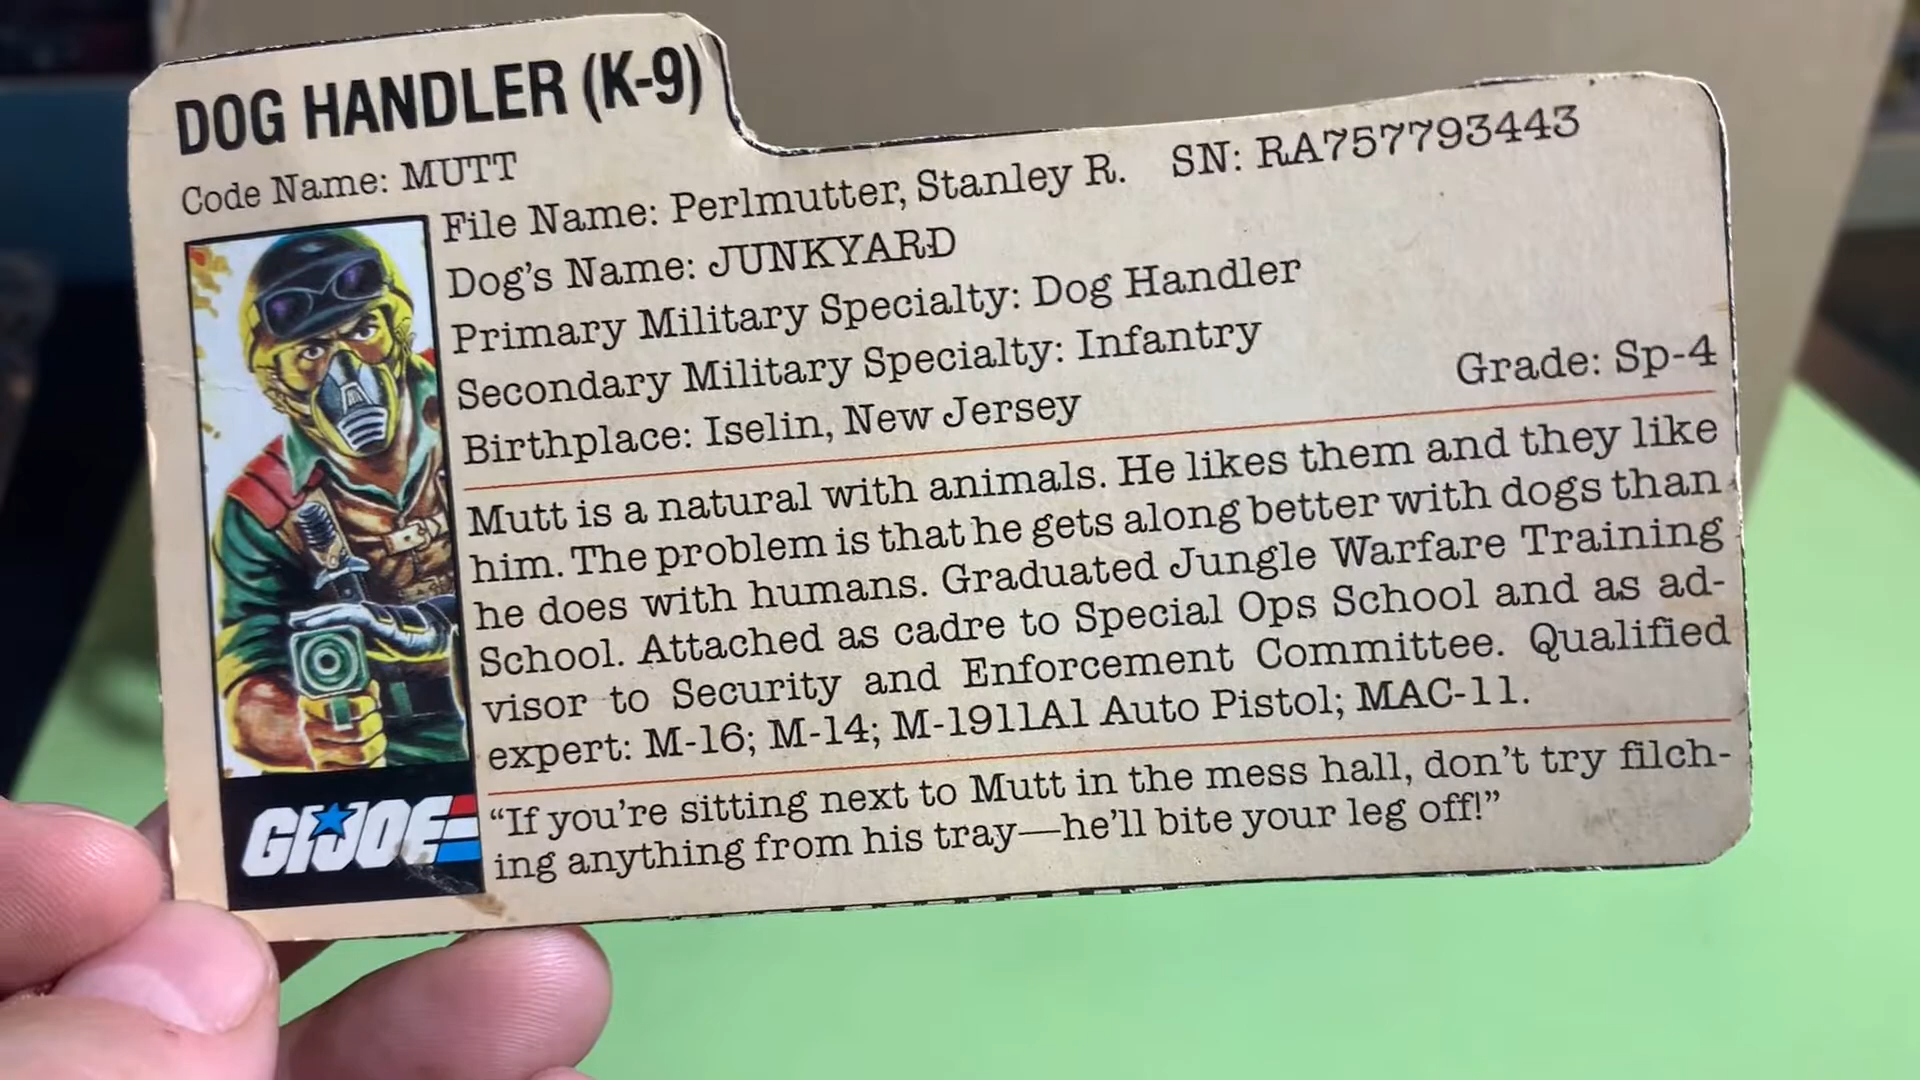 DOG HANDLER (K-9)
Code Name: MUTT
File Name: Perlmutter, Stanley R. SN: RA757793443
Dog's Name: JUNKYARD
Primary Military Specialty: Dog Handler
Secondary Military Specialty: Infantry
Birthplace: Iselin, New Jersey Grade: Sp-4
Mutt is a natural with animals. He likes them and they like
him. The problem is that he gets along better with dogs than
he does with humans. Graduated Jungle Warfare Training
School. Attached as cadre to Special Ops School and as ad-
visor to Security and Enforcement Committee. Qualified
expert: M-16; M-14; M-1911A1 Auto Pistol; MAC-11.
“If you’re sitting next to Mutt in the mess hall, don’t try filch-
ing anything from his tray—he’ll bite your leg off!”
GI JOE